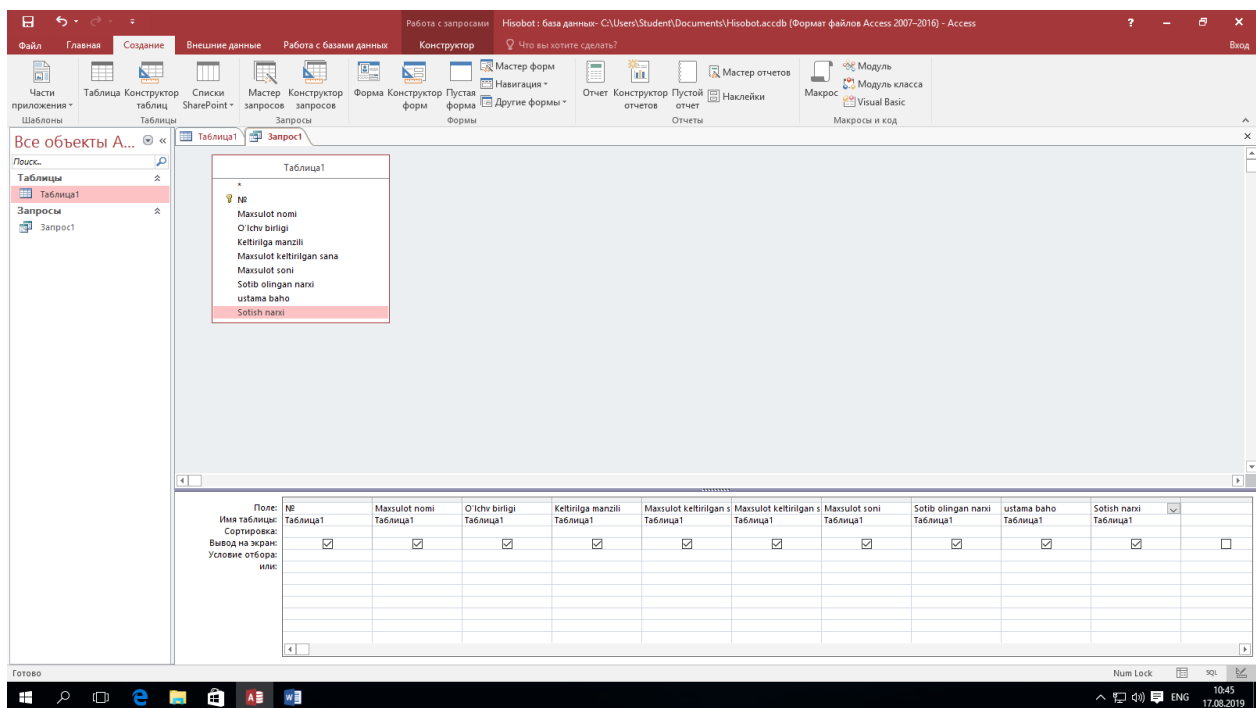 Работа с запросами
Hisobot : база данных- C:\Users\Student\Documents\Hisobot.accdb (Формат файлов Access 2007–2016) - Access
?
Файл Главная Создание Внешние данные Работа с базами данных Конструктор Что вы хотите сделать? Вход
Части приложения
Таблица
Конструктор таблиц
Списки SharePoint
Мастер запросов
Конструктор запросов
Форма
Конструктор форм
Пустая форма
Мастер форм
Навигация
Другие формы
Отчет
Конструктор отчетов
Пустой отчет
Мастер отчетов
Наклейки
Макрос
Модуль
Модуль класса
Visual Basic
Шаблоны Таблицы Запросы Формы Отчеты Макросы и код
Все объекты A...
Поиск...
Таблицы
Таблица1
Запросы
Запрос1
Таблица1 Запрос1
Таблица1
*
№
Maxsulot nomi
O'lchv birligi
Keltirilga manzili
Maxsulot keltirilgan sana
Maxsulot soni
Sotib olingan narxi
ustama baho
Sotish narxi
Поле: № Maxsulot nomi O'lchv birligi Keltirilga manzili Maxsulot keltirilgan s Maxsulot keltirilgan s Maxsulot soni Sotib olingan narxi ustama baho Sotish narxi
Имя таблицы: Таблица1 Таблица1 Таблица1 Таблица1 Таблица1 Таблица1 Таблица1 Таблица1 Таблица1 Таблица1
Сортировка:
Вывод на экран:
Условие отбора:
или:
Готово Num Lock SQL
ENG 10:45
17.08.2019